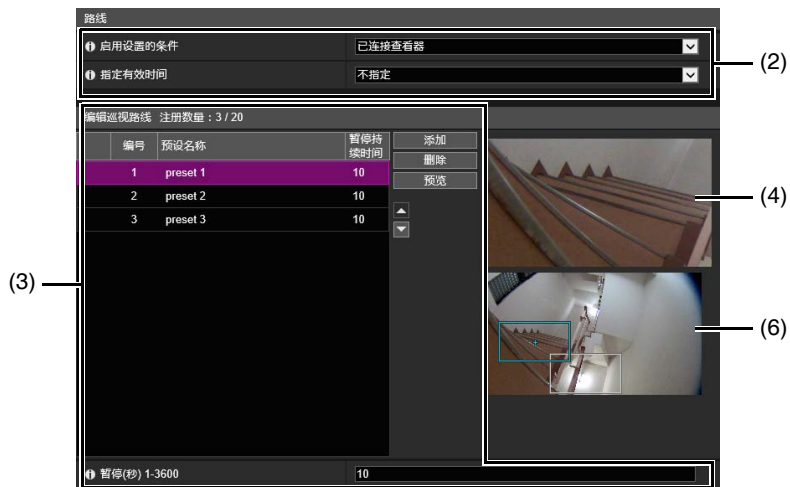 路线
启用设置的条件 已连接查看器
(2)
指定有效时间 不指定
编辑巡视路线 注册数量：3 / 20
编号 预设名称 暂停持续时间 添加
删除
预览
1 preset 1 10
2 preset 2 10
3 preset 3 10
(4)
(3)
(6)
暂停(秒) 1-3600 10